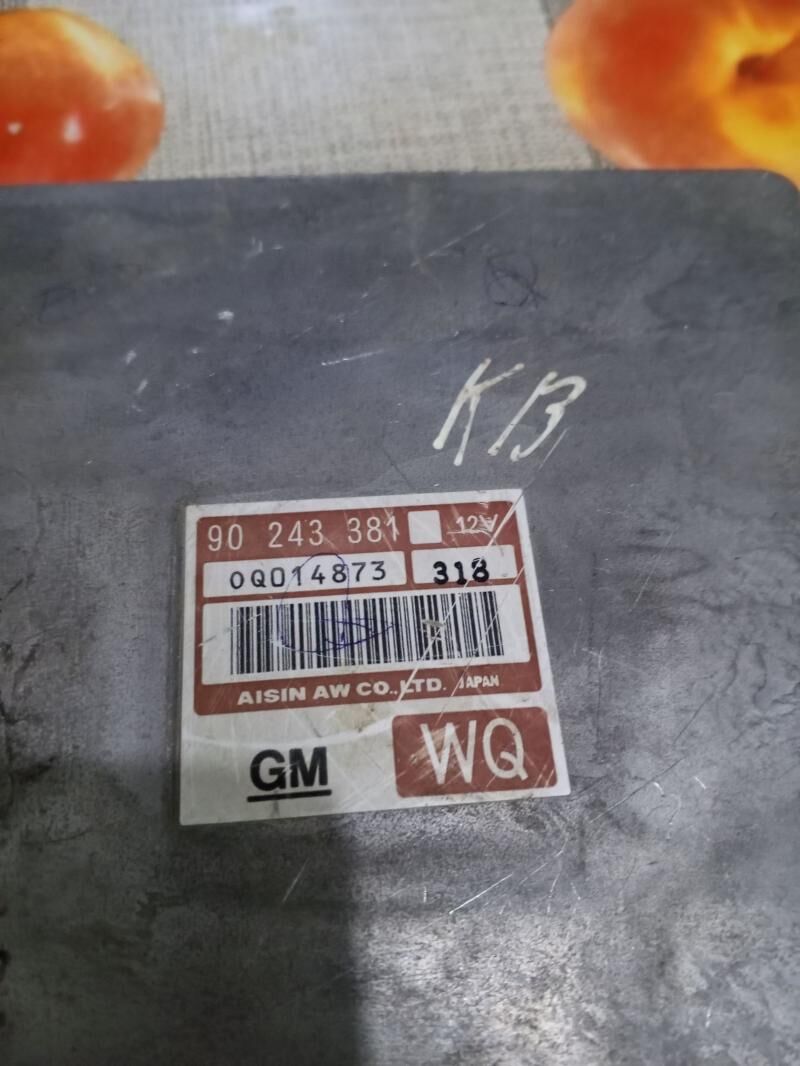 KB
90 243 381 12V
0Q014873 318
AISIN AW CO.,LTD. JAPAN
GM WQ